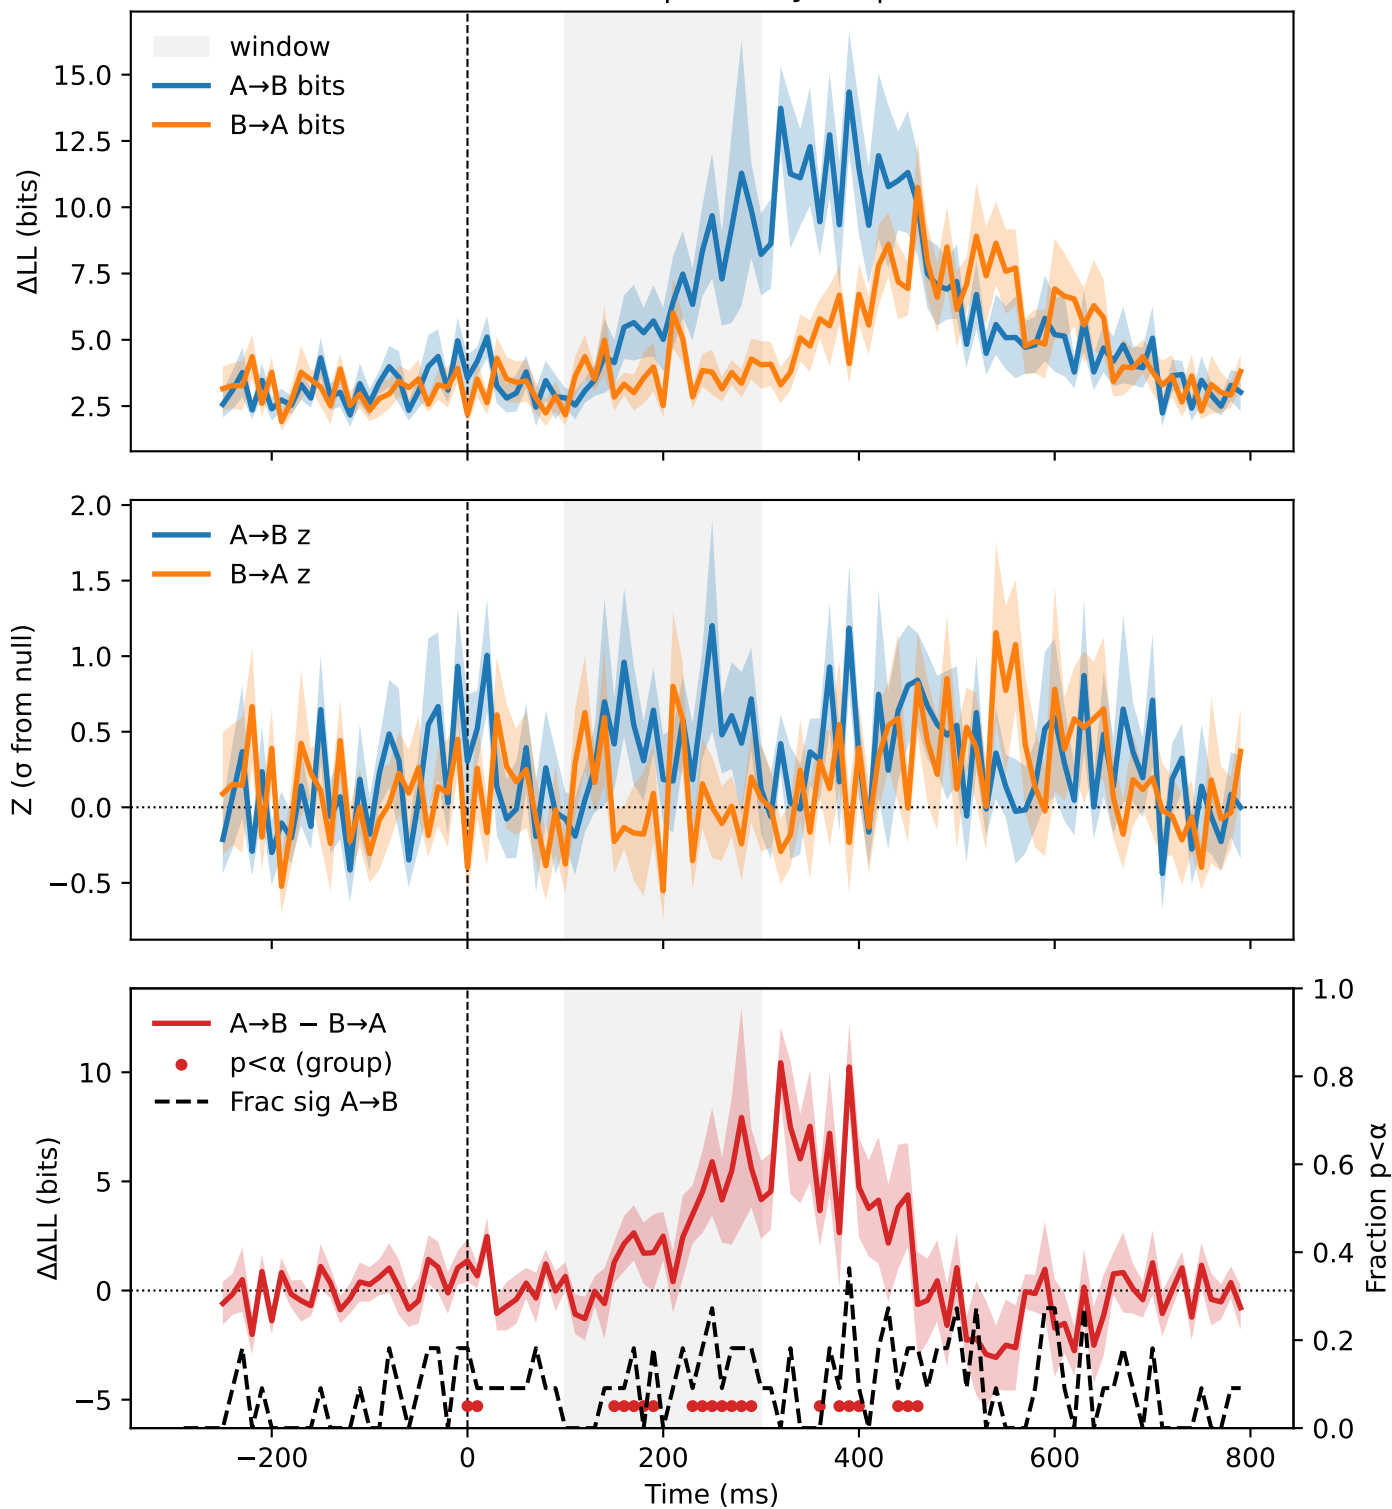 window
A→B bits
B→A bits
15.0
12.5
10.0
7.5
5.0
2.5
ΔLL (bits)
A→B z
B→A z
2.0
1.5
1.0
0.5
0.0
−0.5
Z (σ from null)
A→B − B→A
p<α (group)
Frac sig A→B
10
5
0
−5
ΔΔLL (bits)
1.0
0.8
0.6
0.4
0.2
0.0
Fraction p<α
−200
0
200
400
600
800
Time (ms)